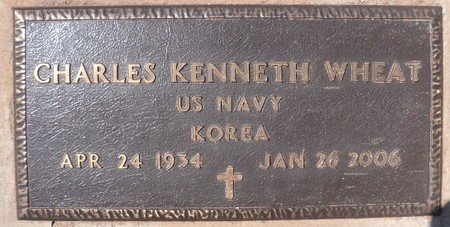 CHARLES KENNETH WHEAT
US NAVY
KOREA
APR 24 1934 JAN 26 2006